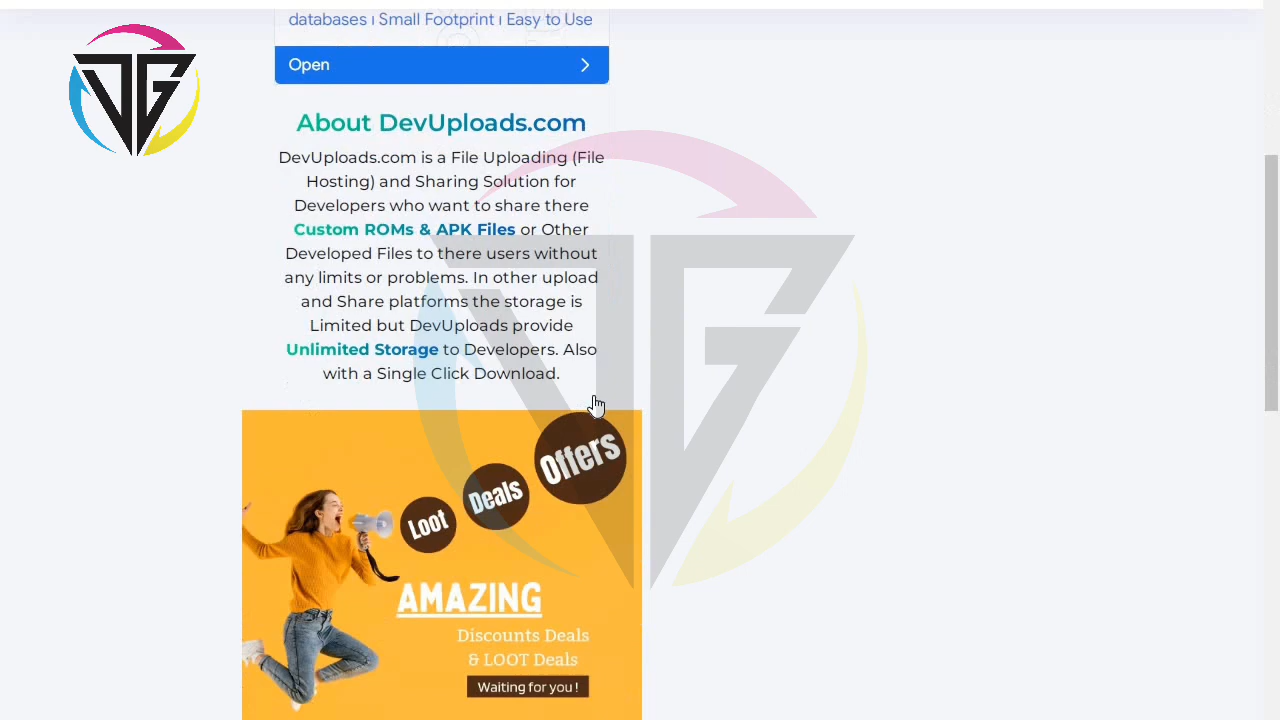 databases ı Small Footprint ı Easy to Use
Open
About DevUploads.com
DevUploads.com is a File Uploading (File
Hosting) and Sharing Solution for
Developers who want to share there
Custom ROMs & APK Files or Other
Developed Files to there users without
any limits or problems. In other upload
and Share platforms the storage is
Limited but DevUploads provide
Unlimited Storage to Developers. Also
with a Single Click Download.
Loot Deals Offers
AMAZING
Discounts Deals
& LOOT Deals
Waiting for you !